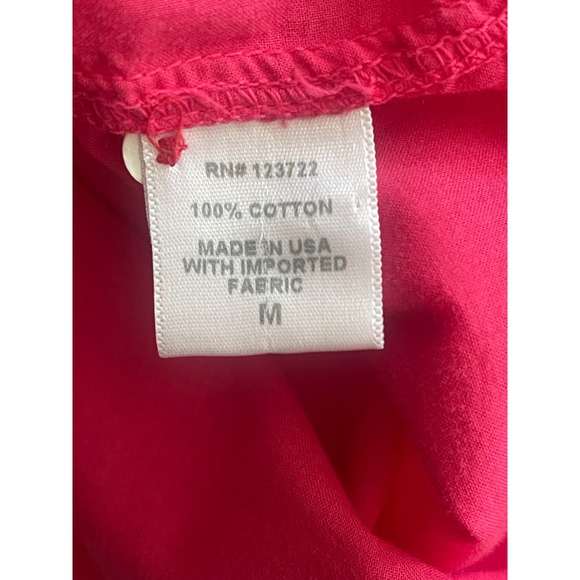 RN# 123722
100% COTTON
MADE IN USA
WITH IMPORTED
FABRIC
M